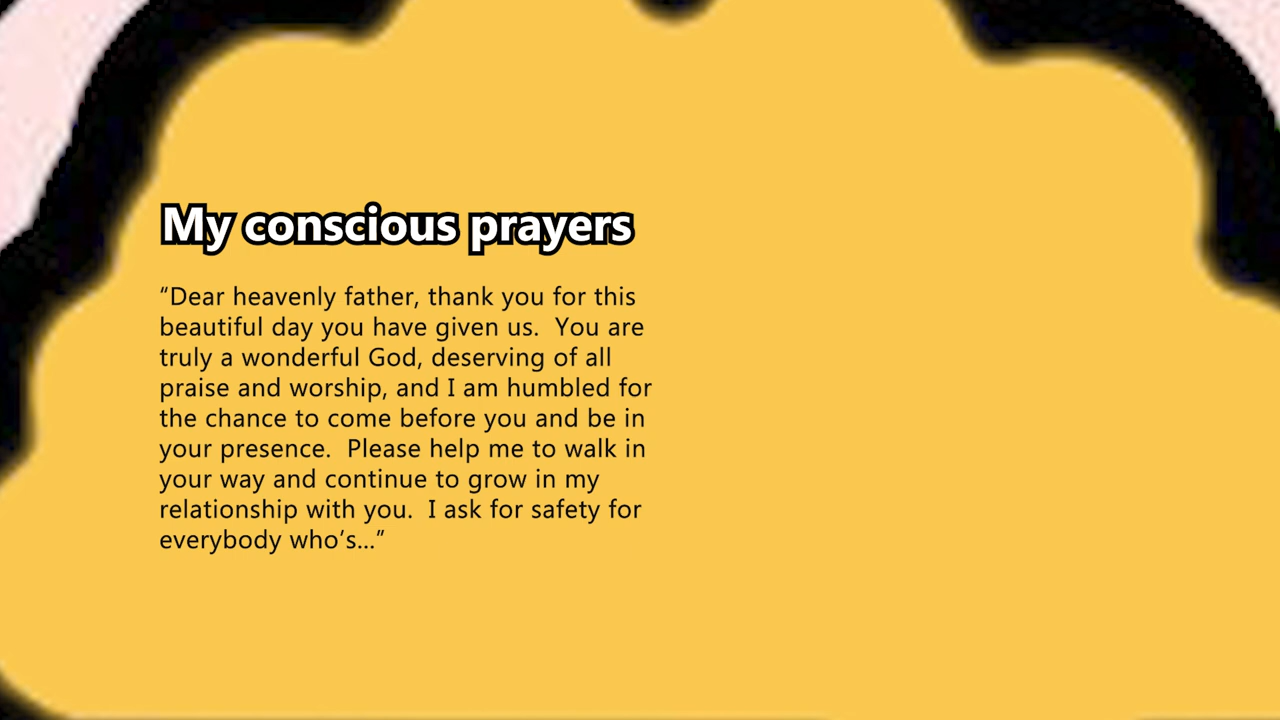 My conscious prayers
“Dear heavenly father, thank you for this
beautiful day you have given us.  You are
truly a wonderful God, deserving of all
praise and worship, and I am humbled for
the chance to come before you and be in
your presence.  Please help me to walk in
your way and continue to grow in my
relationship with you.  I ask for safety for
everybody who’s…”